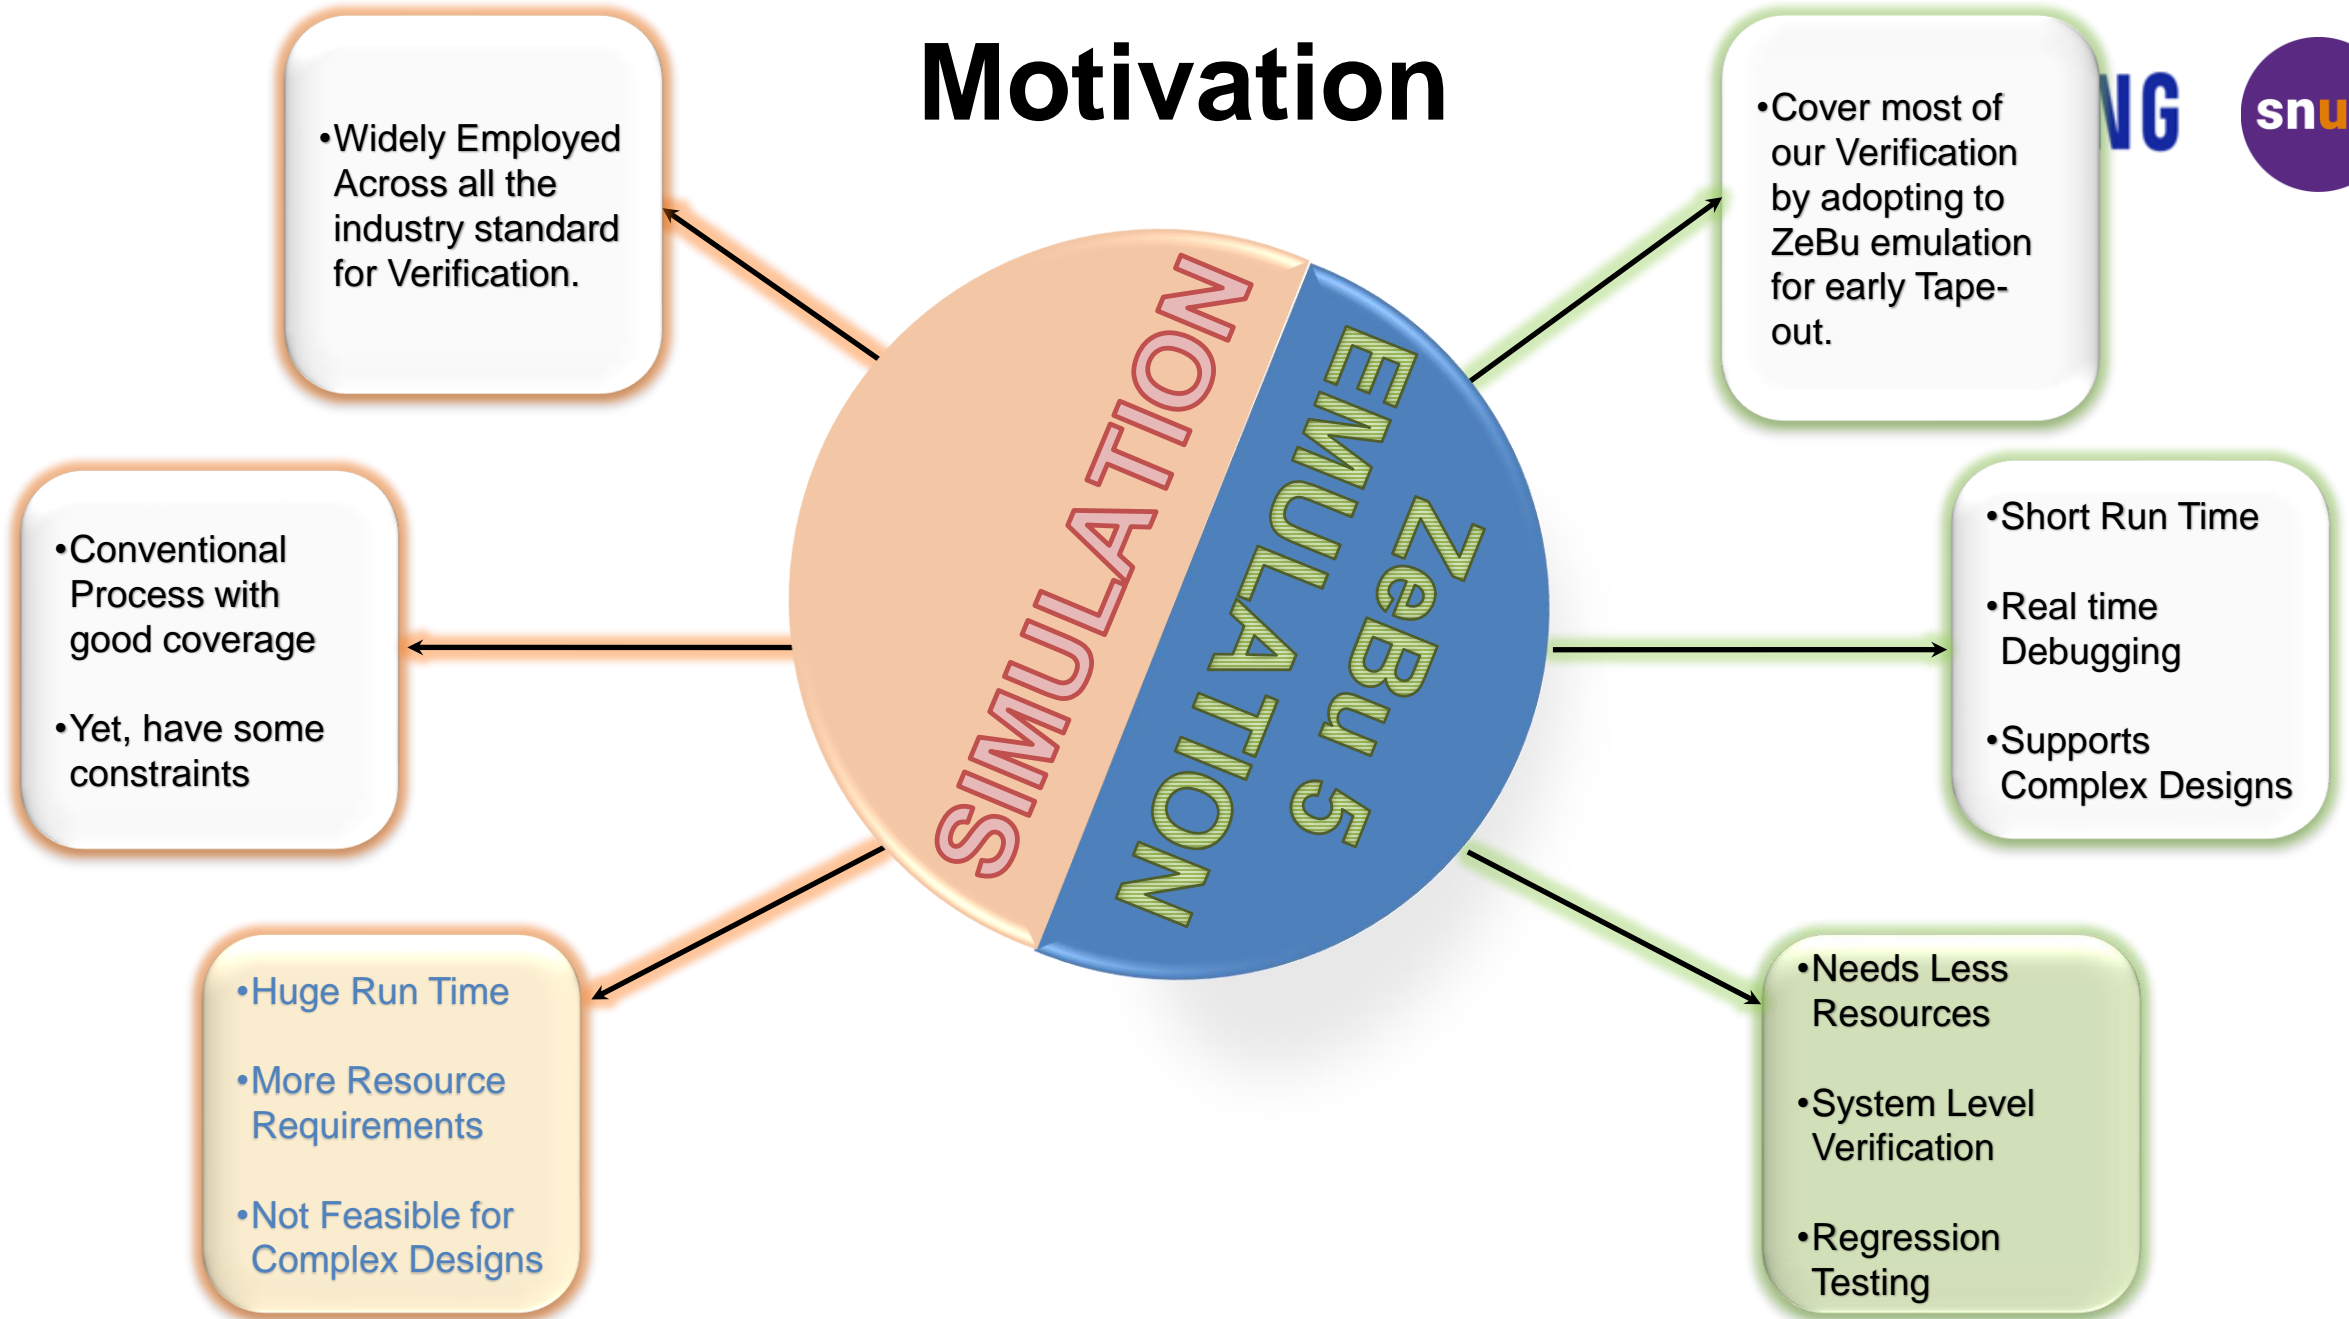 Motivation
•Widely Employed
Across all the
industry standard
for Verification.
•Conventional
Process with
good coverage
•Yet, have some
constraints
•Huge Run Time
•More Resource
Requirements
•Not Feasible for
Complex Designs
SIMULATION
ZeBu 5
EMULATION
•Cover most of
our Verification
by adopting to
ZeBu emulation
for early Tape-
out.
NG
snu
•Short Run Time
•Real time
Debugging
•Supports
Complex Designs
•Needs Less
Resources
•System Level
Verification
•Regression
Testing